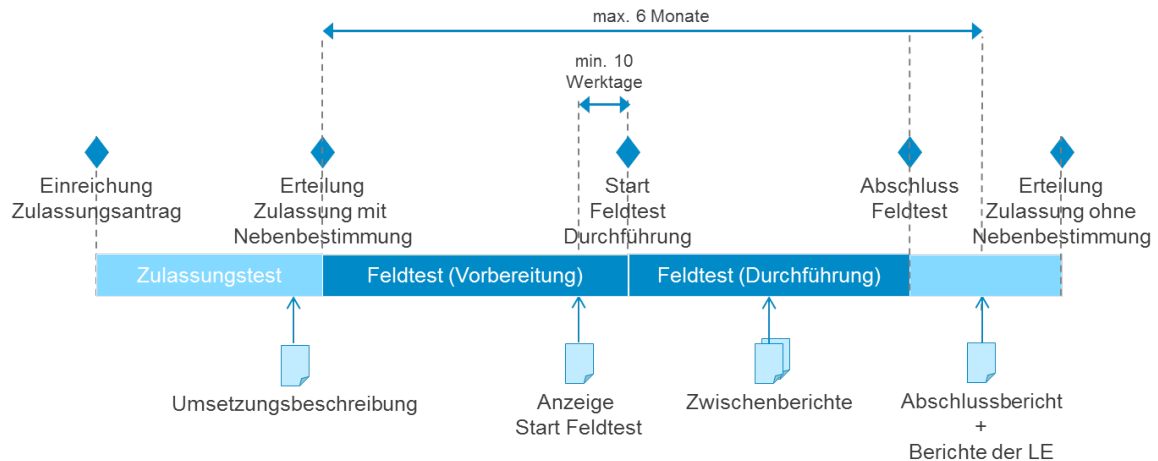 max. 6 Monate
min. 10
Werktage
Einreichung
Zulassungsantrag
Erteilung
Zulassung mit
Nebenbestimmung
Start
Feldtest
Durchführung
Abschluss
Feldtest
Erteilung
Zulassung ohne
Nebenbestimmung
Zulassungstest
Feldtest (Vorbereitung)
Feldtest (Durchführung)
Umsetzungsbeschreibung
Anzeige
Start Feldtest
Zwischenberichte
Abschlussbericht
+
Berichte der LE